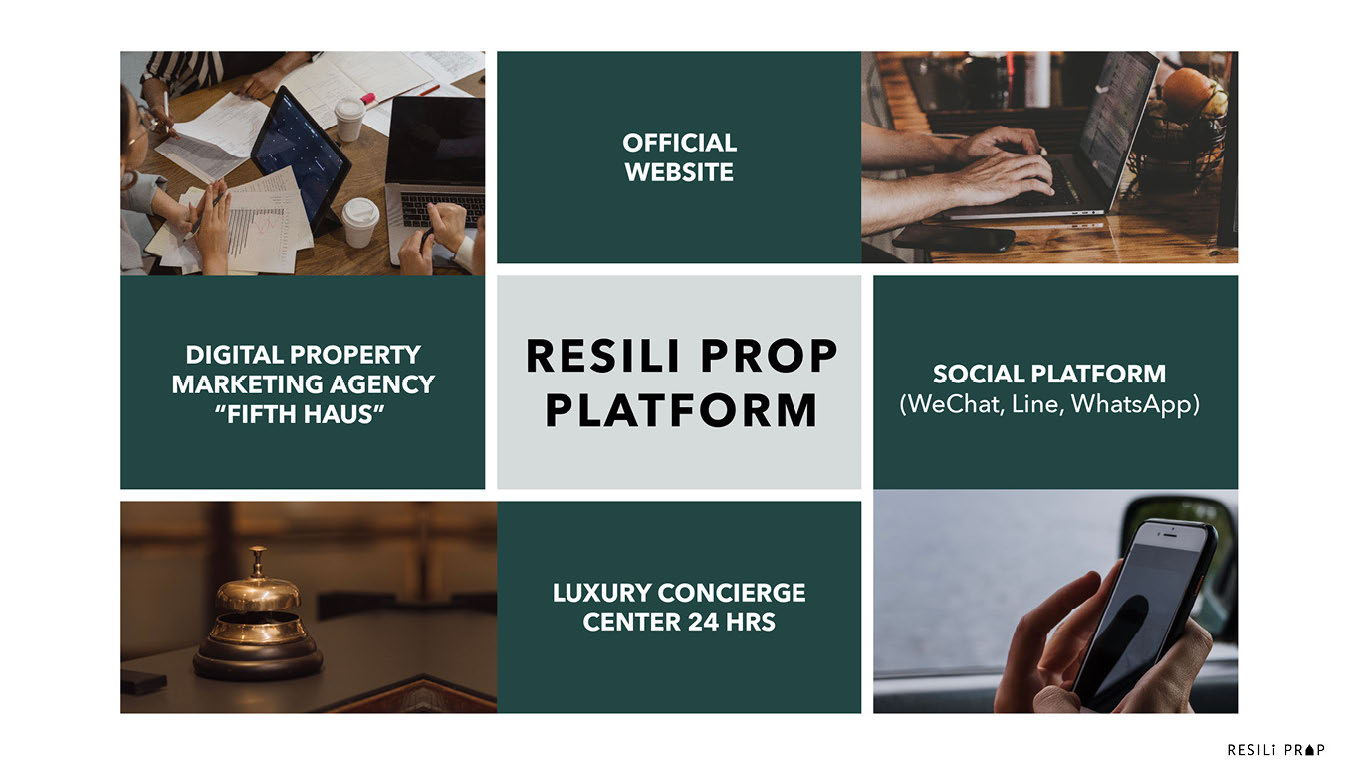 OFFICIAL
WEBSITE
DIGITAL PROPERTY
MARKETING AGENCY
“FIFTH HAUS”
RESILI PROP
PLATFORM
SOCIAL PLATFORM
(WeChat, Line, WhatsApp)
LUXURY CONCIERGE
CENTER 24 HRS
RESILi PROP